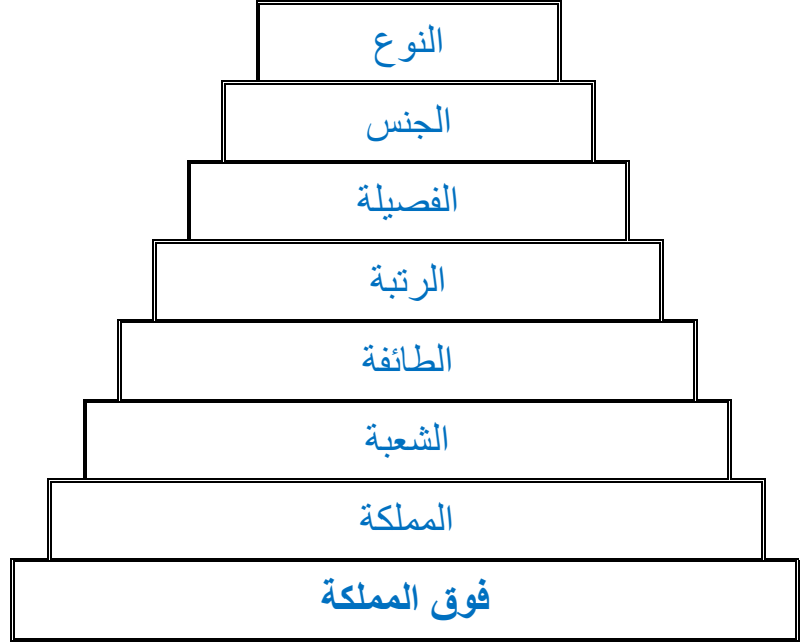 النوع
الجنس
الفصيلة
الرتبة
الطائفة
الشعبة
المملكة
فوق المملكة